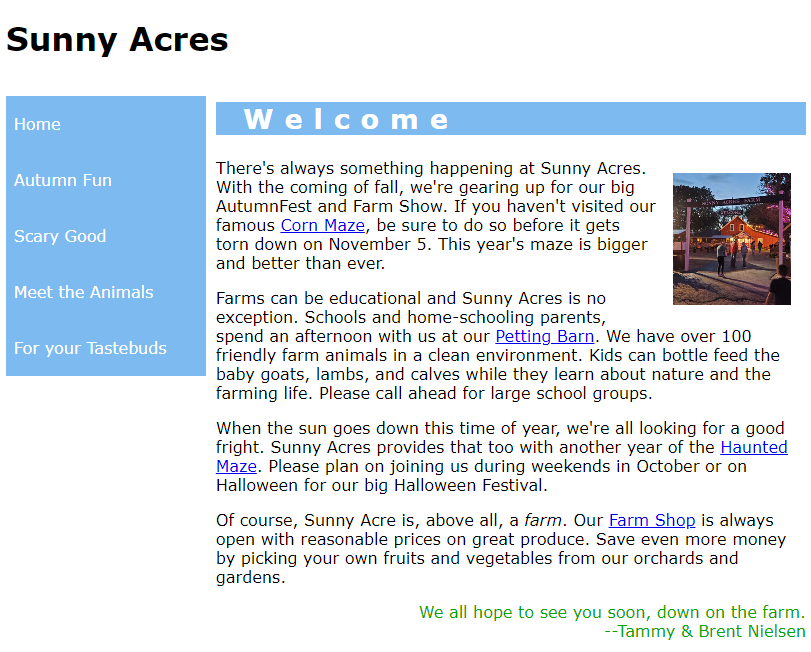 Sunny Acres
Home
Autumn Fun
Scary Good
Meet the Animals
For your Tastebuds
Welcome
There's always something happening at Sunny Acres.
With the coming of fall, we're gearing up for our big
AutumnFest and Farm Show. If you haven't visited our
famous Corn Maze, be sure to do so before it gets
torn down on November 5. This year's maze is bigger
and better than ever.
SUNNY ACRES FARM
WELCOME
Farms can be educational and Sunny Acres is no
exception. Schools and home-schooling parents,
spend an afternoon with us at our Petting Barn. We have over 100
friendly farm animals in a clean environment. Kids can bottle feed the
baby goats, lambs, and calves while they learn about nature and the
farming life. Please call ahead for large school groups.
When the sun goes down this time of year, we're all looking for a good
fright. Sunny Acres provides that too with another year of the Haunted
Maze. Please plan on joining us during weekends in October or on
Halloween for our big Halloween Festival.
Of course, Sunny Acre is, above all, a farm. Our Farm Shop is always
open with reasonable prices on great produce. Save even more money
by picking your own fruits and vegetables from our orchards and
gardens.
We all hope to see you soon, down on the farm.
--Tammy & Brent Nielsen